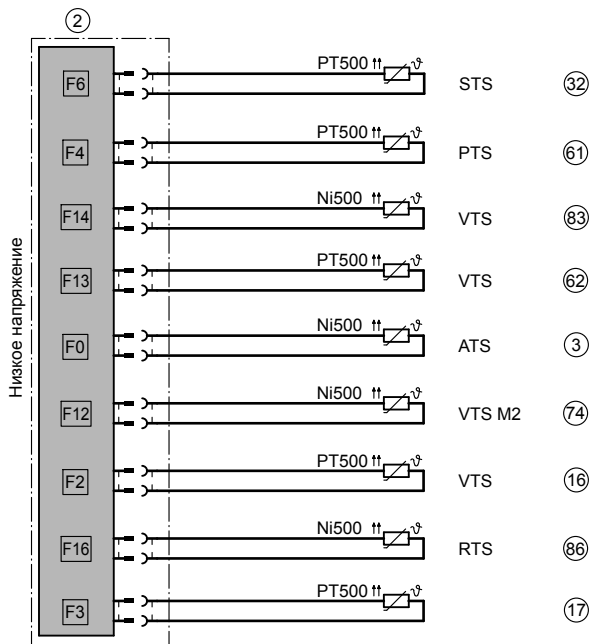 2
Низкое напряжение
F6 PT500 ϑ STS 32
F4 PT500 ϑ PTS 61
F14 Ni500 ϑ VTS 83
F13 PT500 ϑ VTS 62
F0 Ni500 ϑ ATS 3
F12 Ni500 ϑ VTS M2 74
F2 PT500 ϑ VTS 16
F16 Ni500 ϑ RTS 86
F3 PT500 ϑ 17